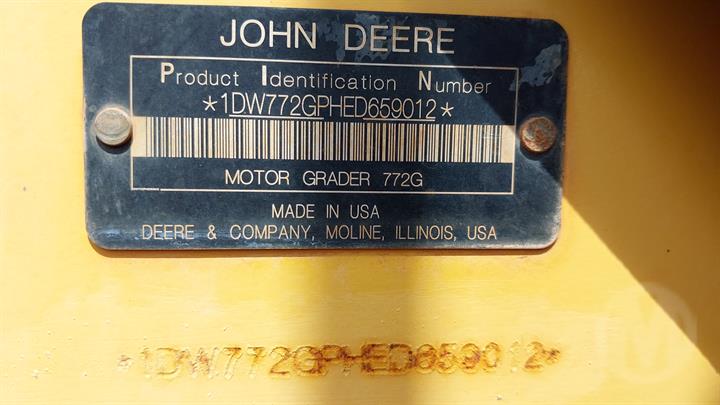 JOHN DEERE
Product Identification Number
*1DW772GPHED659012*
MOTOR GRADER 772G
MADE IN USA
DEERE & COMPANY, MOLINE, ILLINOIS, USA
*1DW772GPHED659012*